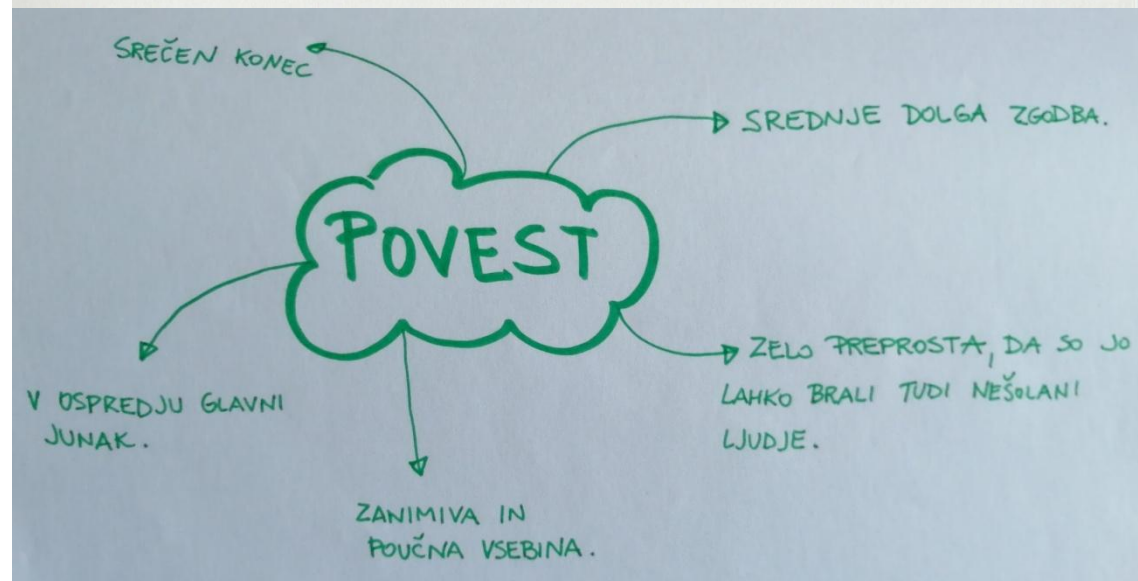 SREČEN KONEC
SREDNJE DOLGA ZGODBA.
POVEST
ZELO PREPROSTA, DA SO JO
LAHKO BRALI TUDI NEŠOLANI
LJUDJE.
V OSPREDJU GLAVNI
JUNAK.
ZANIMIVA IN
POUČNA VSEBINA.